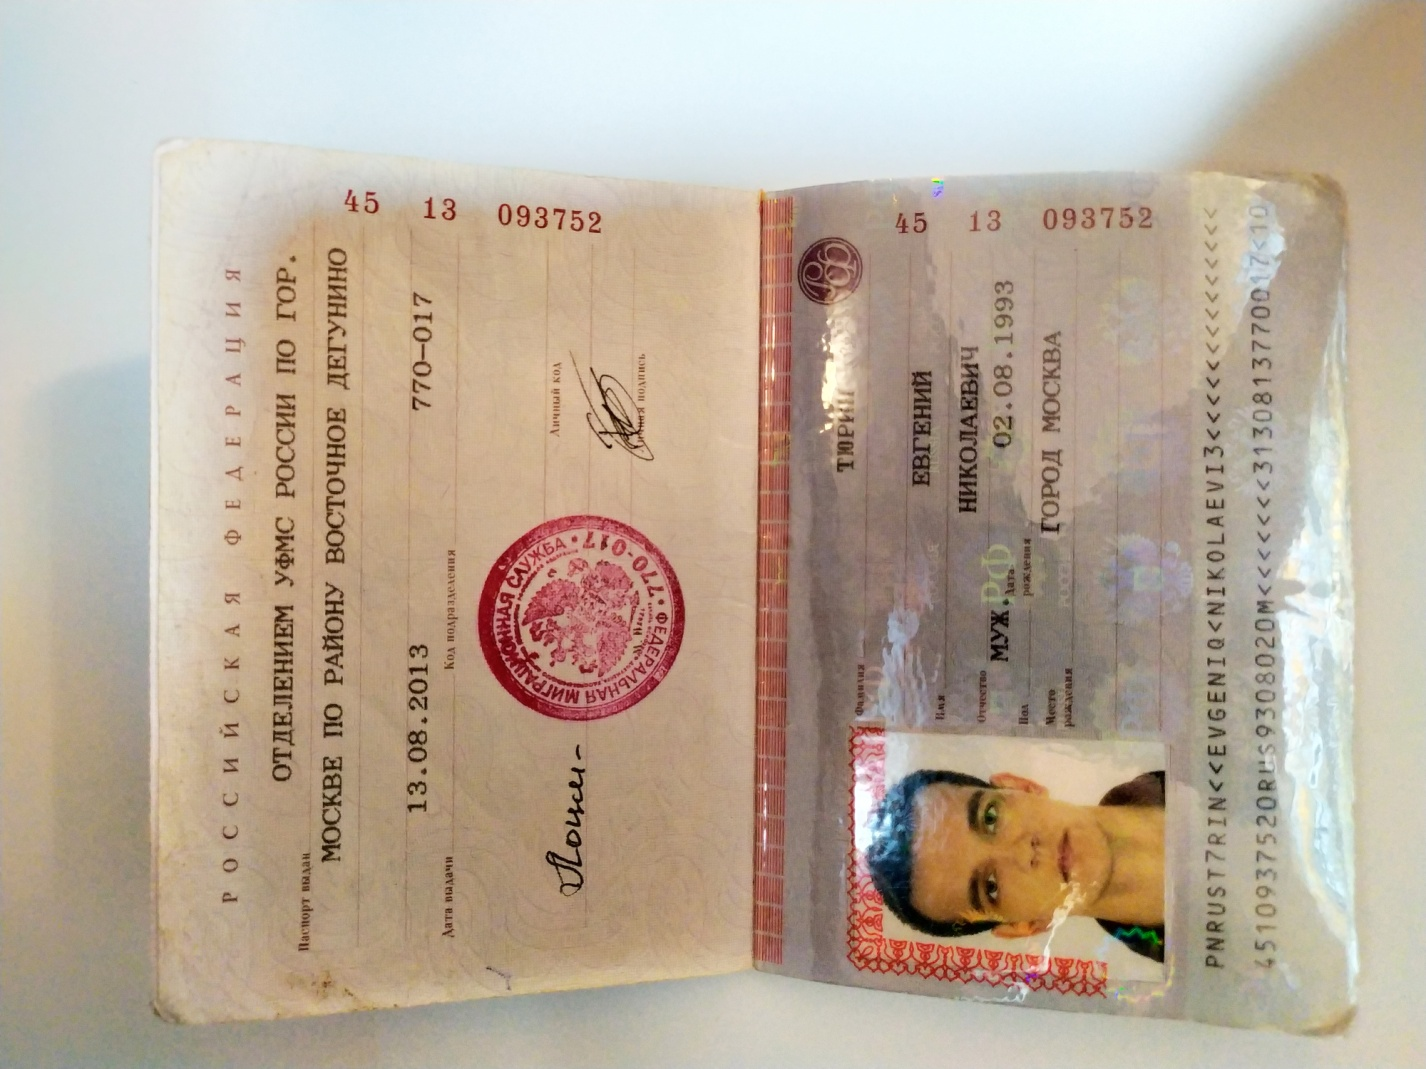 РОССИЙСКАЯ ФЕДЕРАЦИЯ
Паспорт выдан
ОТДЕЛЕНИЕМ УФМС РОССИИ ПО ГОР.
МОСКВЕ ПО РАЙОНУ ВОСТОЧНОЕ ДЕГУНИНО
Дата выдачи 13.08.2013 Код подразделения 770-017
Личный код
подпись
ФЕДЕРАЛЬНАЯ МИГРАЦИОННАЯ СЛУЖБА • 770-017 •
45 13 093752
45 13 093752
РФ
Фамилия ТЮРИН
Имя ЕВГЕНИЙ
Отчество НИКОЛАЕВИЧ
Пол МУЖ. Дата рождения 02.08.1993
Место рождения ГОРОД МОСКВА
PNRUST7RIN<<EVGENIQ<NIKOLAEVI3<<<<<<<<<<<<<<
4510937520RUS9308020M<<<<<<<3130813770017<10